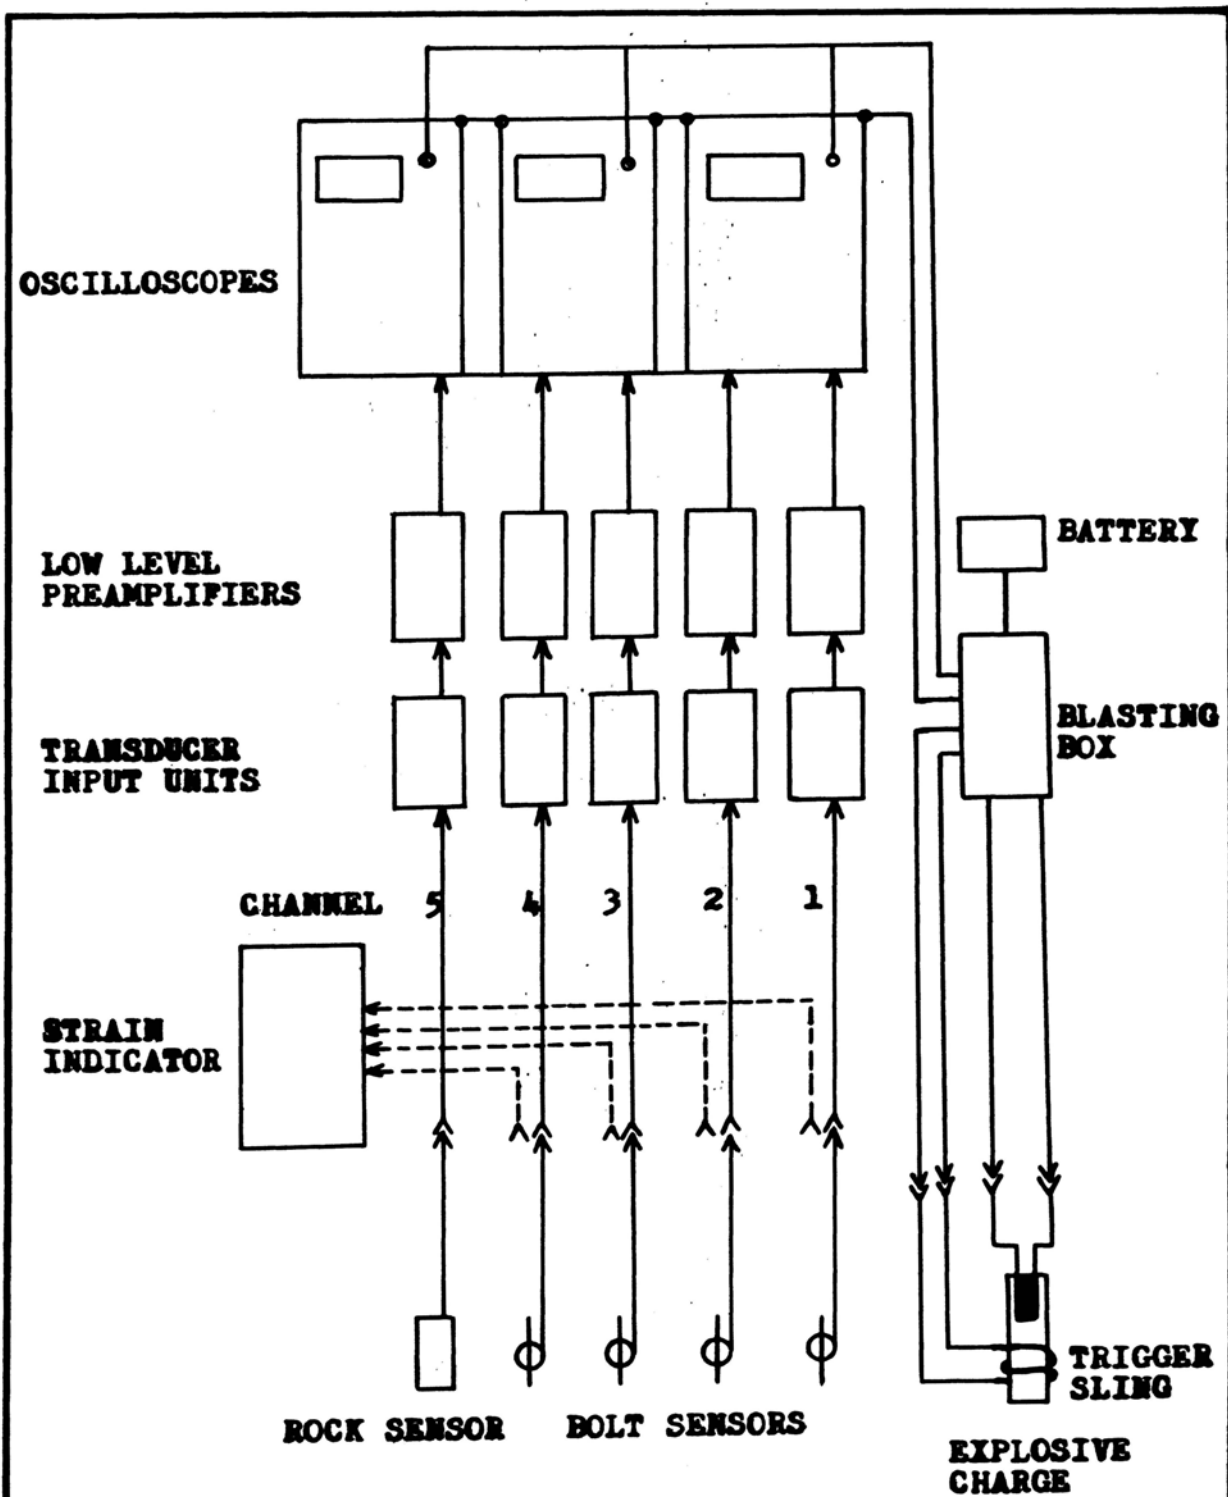 OSCILLOSCOPES
LOW LEVEL
PREAMPLIFIERS
BATTERY
TRANSDUCER
INPUT UNITS
BLASTING
BOX
CHANNEL 5 4 3 2 1
STRAIN
INDICATOR
TRIGGER
SLING
ROCK SENSOR BOLT SENSORS
EXPLOSIVE
CHARGE